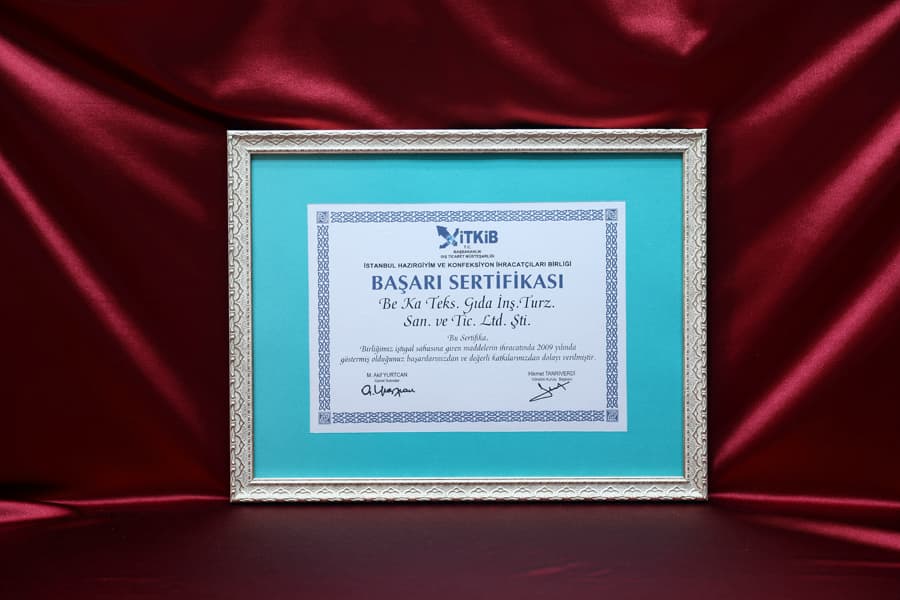 İTKİB
T.C.
BAŞBAKANLIK
DIŞ TİCARET MÜSTEŞARLIĞI
İSTANBUL HAZIRGİYİM VE KONFEKSİYON İHRACATÇILARI BİRLİĞİ
BAŞARI SERTİFİKASI
Be Ka Teks. Gıda İnş.Turz.
San. ve Tic. Ltd. Şti.
Bu Sertifika,
Birliğimiz iştigal sahasına giren maddelerin ihracatında 2009 yılında
göstermiş olduğunuz başarılarınızdan ve değerli katkılarınızdan dolayı verilmiştir.
M. Akif YURTCAN Hikmet TANRIVERDİ
Genel Sekreter Yönetim Kurulu Başkanı